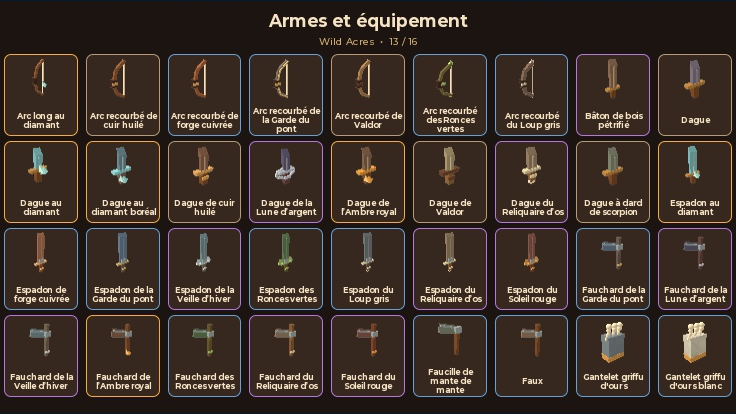 Armes et équipement
Wild Acres • 13 / 16
Arc long au
diamant
Arc recourbé de
cuir huilé
Arc recourbé de
forge cuivrée
Arc recourbé de
la Garde du
pont
Arc recourbé de
Valdor
Arc recourbé
des Ronces
vertes
Arc recourbé
du Loup gris
Bâton de bois
pétrifié
Dague
Dague au
diamant
Dague au
diamant boréal
Dague de cuir
huilé
Dague de la
Lune d'argent
Dague de
l'Ambre royal
Dague de
Valdor
Dague du
Reliquaire d'os
Dague à dard
de scorpion
Espadon au
diamant
Espadon de
forge cuivrée
Espadon de la
Garde du pont
Espadon de la
Veille d'hiver
Espadon des
Ronces vertes
Espadon du
Loup gris
Espadon du
Reliquaire d'os
Espadon du
Soleil rouge
Fauchard de la
Garde du pont
Fauchard de la
Lune d'argent
Fauchard de la
Veille d'hiver
Fauchard de
l'Ambre royal
Fauchard des
Ronces vertes
Fauchard du
Reliquaire d'os
Fauchard du
Soleil rouge
Faucille de
mante de
mante
Faux
Gantelet griffu
d'ours
Gantelet griffu
d'ours blanc